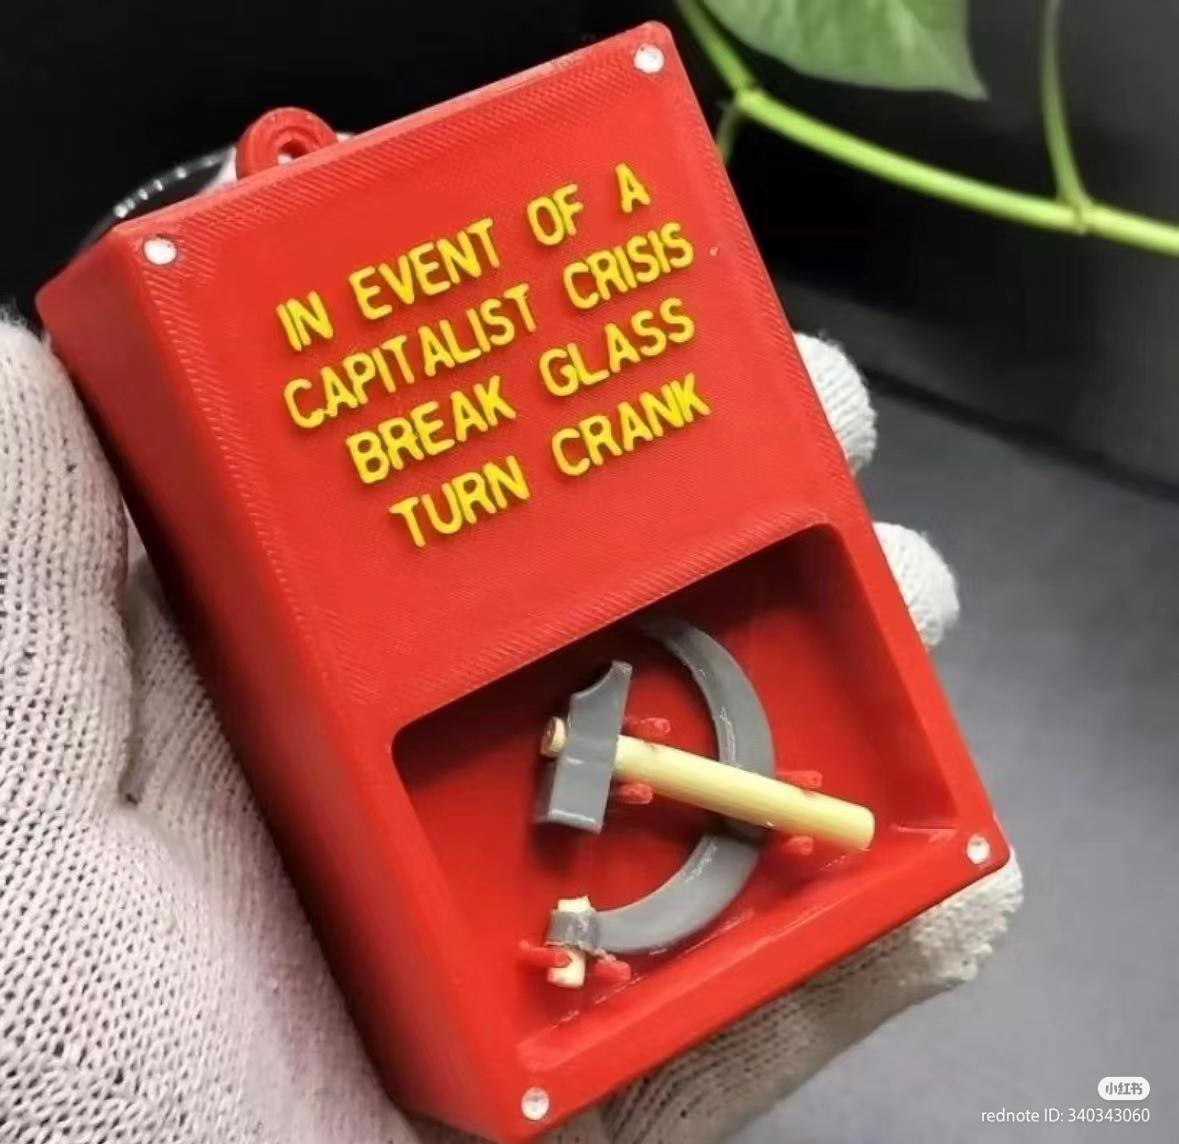 IN EVENT OF A
CAPITALIST CRISIS
BREAK GLASS
TURN CRANK
小红书
rednote ID: 340343060